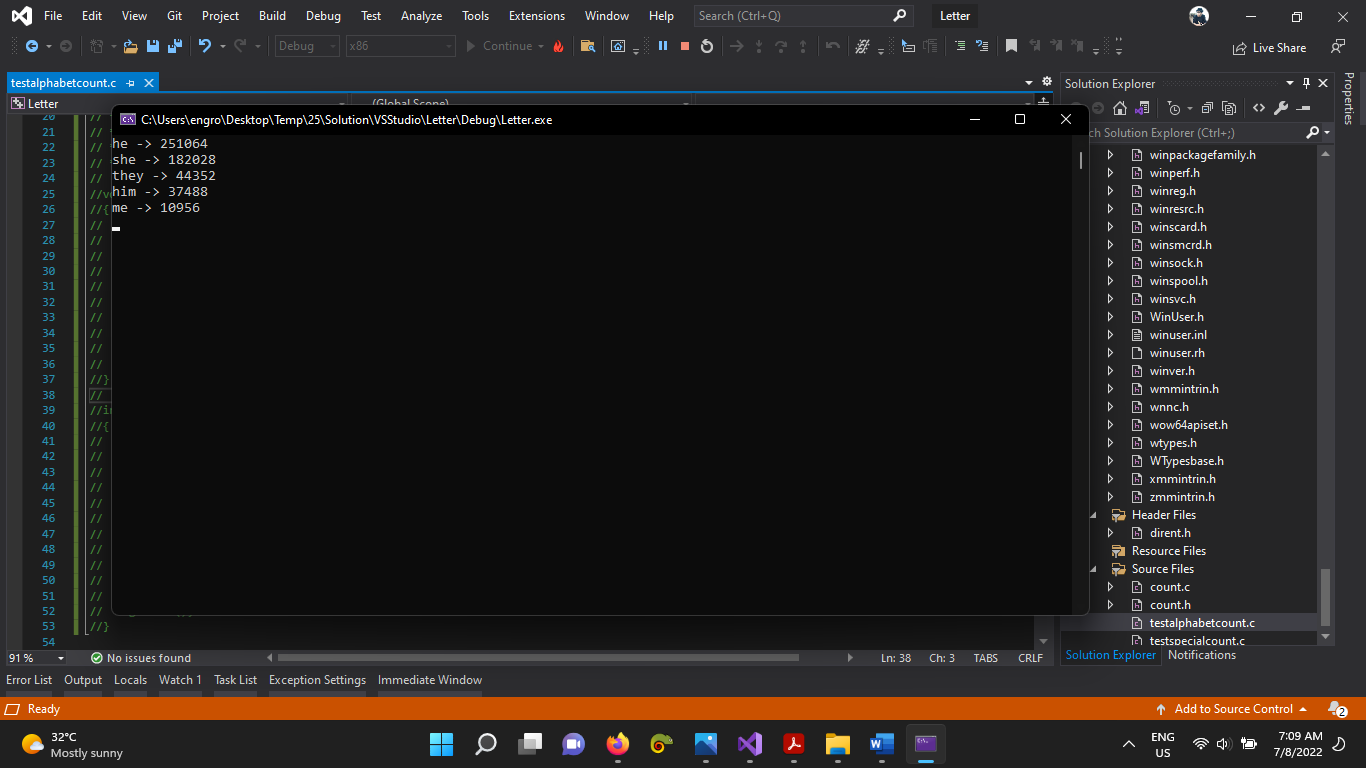 File Edit View Git Project Build Debug Test Analyze Tools Extensions Window Help Search (Ctrl+Q) Letter
Debug x86 Continue Live Share
testalphabetcount.c
Letter (Global Scope)
C:\Users\engro\Desktop\Temp\25\Solution\VSStudio\Letter\Debug\Letter.exe
he -> 251064
she -> 182028
they -> 44352
him -> 37488
me -> 10956
20 //
21 //
22 //
23 //
24 //
25 //
26 //{
27 //
28 //
29 //
30 //
31 //
32 //
33 //
34 //
35 //
36 //
37 //}
38 //
39 //
40 //{
41 //
42 //
43 //
44 //
45 //
46 //
47 //
48 //
49 //
50 //
51 //
52 //
53 //}
54
91 % No issues found Ln: 38 Ch: 3 TABS CRLF
Solution Explorer
Properties
Solution Explorer (Ctrl+;)
winpackagefamily.h
winperf.h
winreg.h
winresrc.h
winscard.h
winsmcrd.h
winsock.h
winspool.h
winsvc.h
WinUser.h
winuser.inl
winuser.rh
winver.h
wmmintrin.h
wnnc.h
wow64apiset.h
wtypes.h
WTypesbase.h
xmmintrin.h
zmmintrin.h
Header Files
dirent.h
Resource Files
Source Files
count.c
count.h
testalphabetcount.c
testspecialcount.c
Solution Explorer Notifications
Error List Output Locals Watch 1 Task List Exception Settings Immediate Window
Ready Add to Source Control 2
32°C
Mostly sunny
ENG
US
7:09 AM
7/8/2022